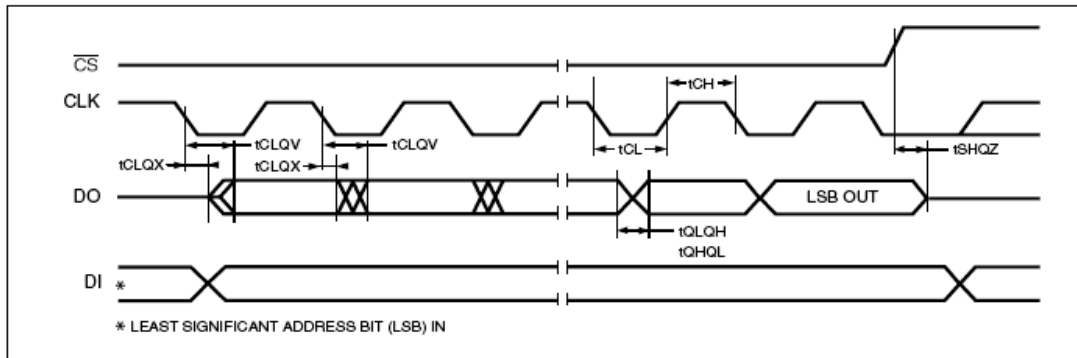 CS
CLK
tCH
tCLQV
tCLQV
tCL
tSHQZ
tCLQX
tCLQX
DO
LSB OUT
tQLQH
tQHQL
DI
*
* LEAST SIGNIFICANT ADDRESS BIT (LSB) IN